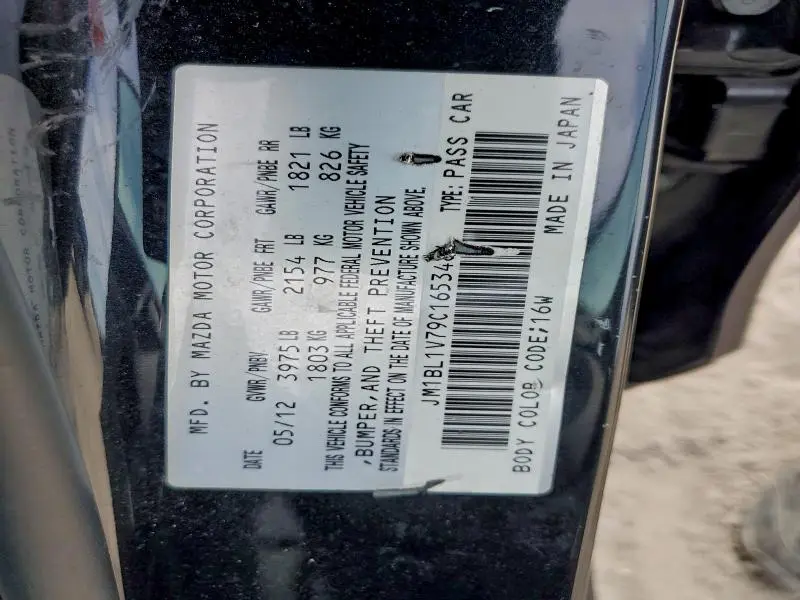 MFD. BY MAZDA MOTOR CORPORATION
DATE GVWR/PNBV GAWR/PNBE FRT GAWR/PNBE RR
05/12 3975 LB 2154 LB 1821 LB
1803 KG 977 KG 826 KG
THIS VEHICLE CONFORMS TO ALL APPLICABLE FEDERAL MOTOR VEHICLE SAFETY
,BUMPER,AND THEFT PREVENTION
STANDARDS IN EFFECT ON THE DATE OF MANUFACTURE SHOWN ABOVE.
TYPE: PASS CAR
BODY COLOR CODE;16W
MADE IN JAPAN